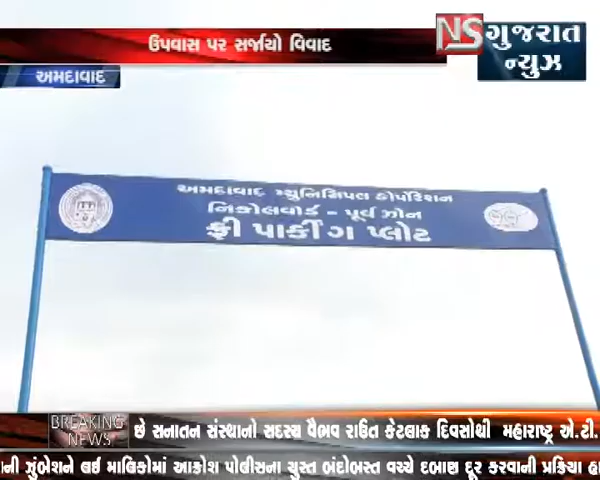 ઉપવાસ પર સર્જાયો વિવાદ
NS ગુજરાત
ન્યુઝ
અમદાવાદ
અમદાવાદ મ્યુનિસિપલ કોર્પોરેશન
નિકોલવોર્ડ - પૂર્વ ઝોન
ફ્રી પાર્કીંગ પ્લોટ
BREAKING
NEWS
છે સનાતન સંસ્થાનો સદસ્ય વૈભવ રાઉત કેટલાક દિવસોથી મહારાષ્ટ્ર એ.ટી.
ની ઝુંબેશને લઈ માલિકોમાં આક્રોશ પોલીસના ચુસ્ત બંદોબસ્ત વચ્ચે દબાણ દૂર કરવાની પ્રક્રિયા